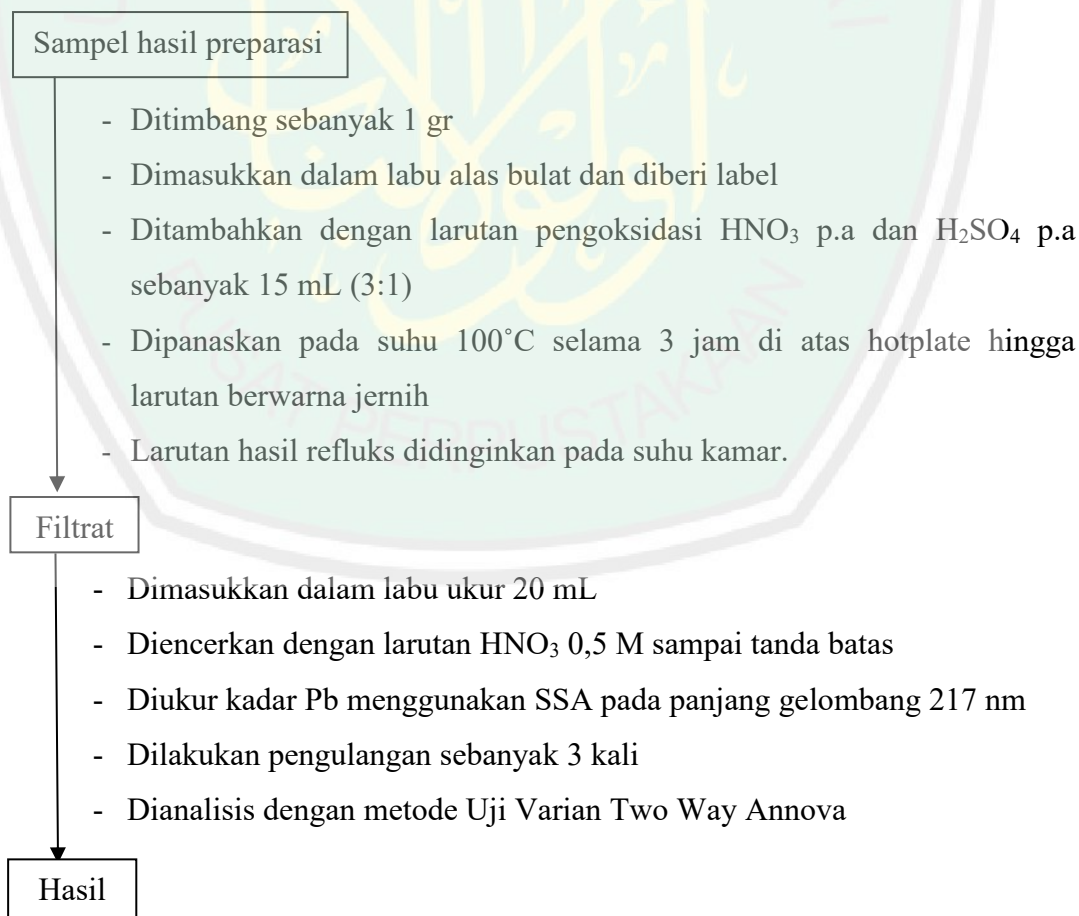 Sampel hasil preparasi
- Ditimbang sebanyak 1 gr
- Dimasukkan dalam labu alas bulat dan diberi label
- Ditambahkan dengan larutan pengoksidasi HNO₃ p.a dan H₂SO₄ p.a
sebanyak 15 mL (3:1)
- Dipanaskan pada suhu 100˚C selama 3 jam di atas hotplate hingga
larutan berwarna jernih
- Larutan hasil refluks didinginkan pada suhu kamar.
Filtrat
- Dimasukkan dalam labu ukur 20 mL
- Diencerkan dengan larutan HNO₃ 0,5 M sampai tanda batas
- Diukur kadar Pb menggunakan SSA pada panjang gelombang 217 nm
- Dilakukan pengulangan sebanyak 3 kali
- Dianalisis dengan metode Uji Varian Two Way Annova
Hasil
PUSAT PERPUSTAKAAN